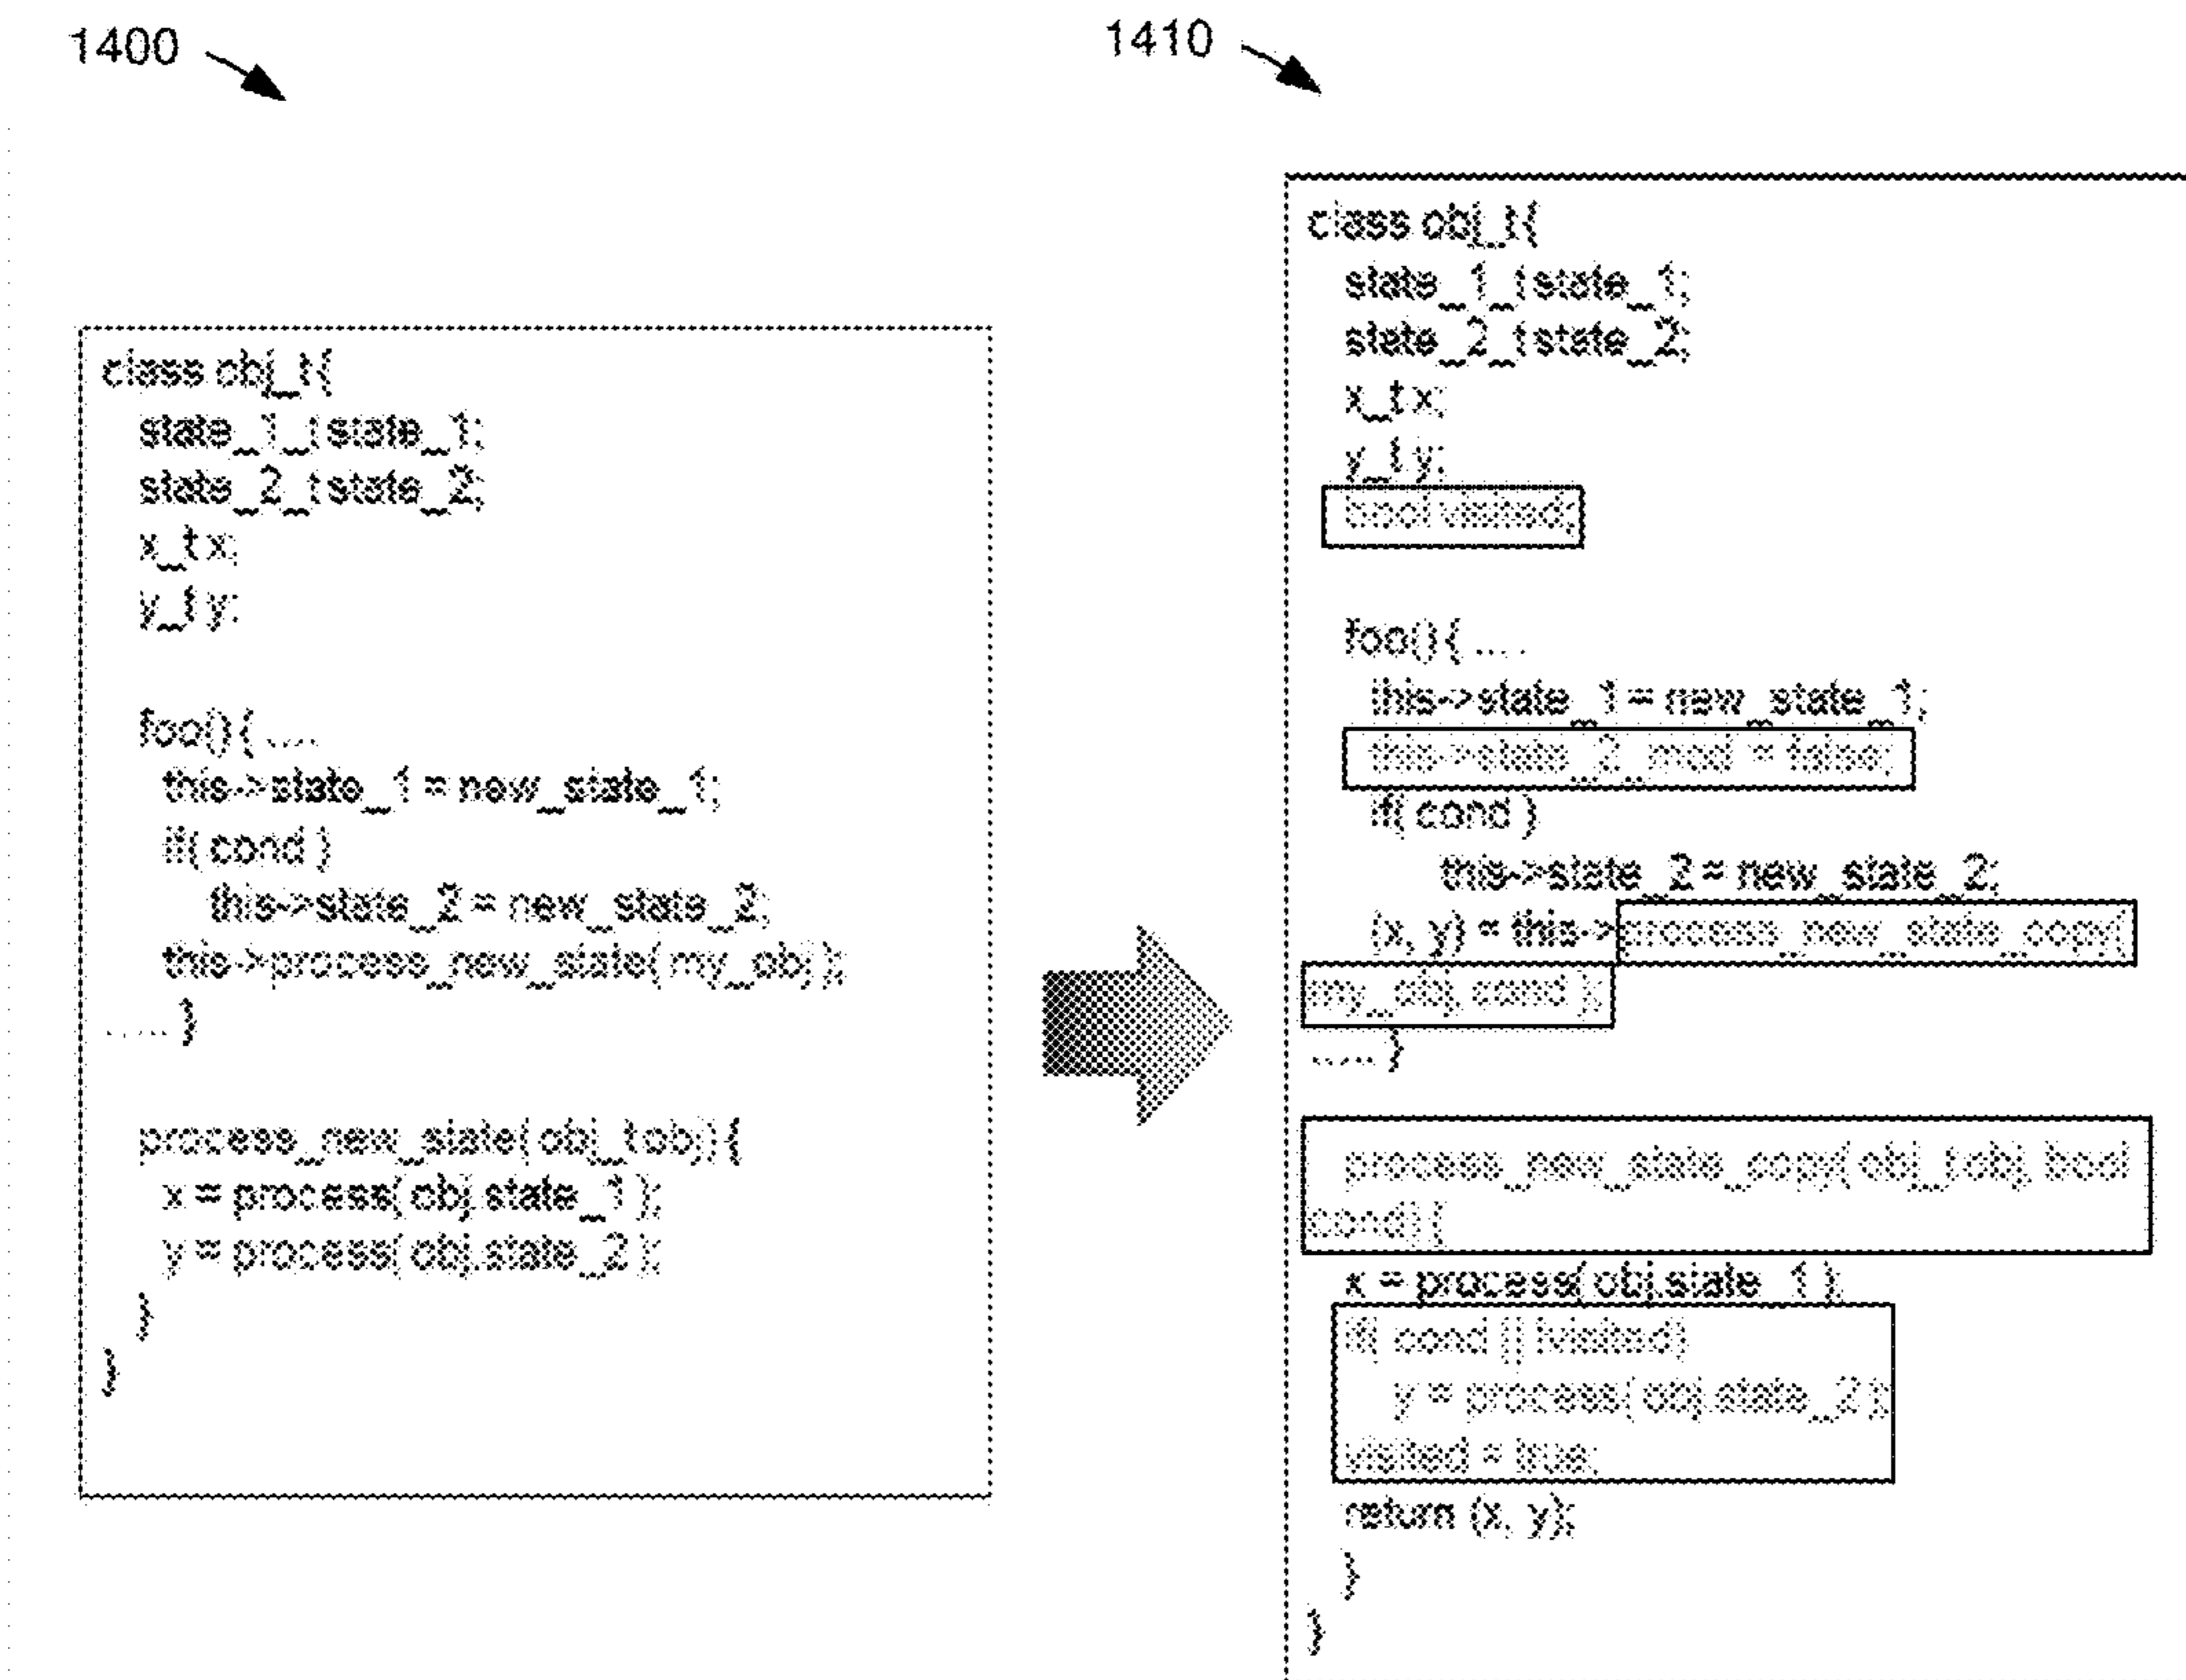 1400
class obj_t{
state_1_t state_1;
state_2_t state_2;
x_t x;
y_t y;
foo(){ ....
this->state_1 = new_state_1;
if( cond )
this->state_2 = new_state_2;
this->process_new_state( my_obj );
...... }
process_new_state( obj_t obj ){
x = process( obj.state_1 );
y = process( obj.state_2 );
}
}
1410
class obj_t{
state_1_t state_1;
state_2_t state_2;
x_t x;
y_t y;
bool visited;
foo(){ ....
this->state_1 = new_state_1;
this->state_2_mod = false;
if( cond )
this->state_2 = new_state_2;
(x, y) = this->process_new_state_copy(
my_obj, cond );
...... }
process_new_state_copy( obj_t obj, bool
cond){
x = process( obj.state_1 );
if( cond || !visited)
y = process( obj.state_2 );
visited = true;
return (x, y);
}
}